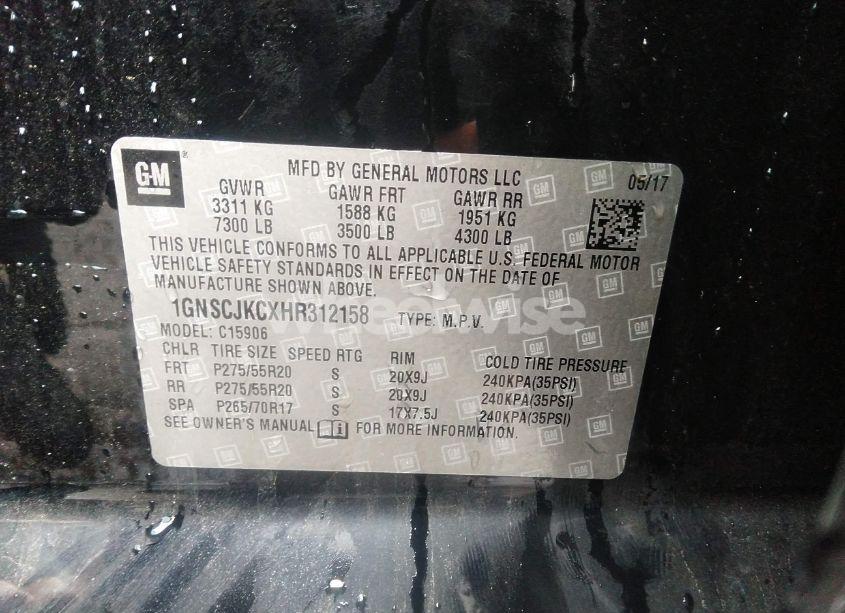 GM ®
MFD BY GENERAL MOTORS LLC
05/17
GVWR GAWR FRT GAWR RR
3311 KG 1588 KG 1951 KG
7300 LB 3500 LB 4300 LB
THIS VEHICLE CONFORMS TO ALL APPLICABLE U.S. FEDERAL MOTOR
VEHICLE SAFETY STANDARDS IN EFFECT ON THE DATE OF
MANUFACTURE SHOWN ABOVE.
1GNSCJKCXHR312158 TYPE: M.P.V.
MODEL: C15906
CHLR TIRE SIZE SPEED RTG RIM COLD TIRE PRESSURE
FRT P275/55R20 S 20X9J 240KPA(35PSI)
RR P275/55R20 S 20X9J 240KPA(35PSI)
SPA P265/70R17 S 17X7.5J 240KPA(35PSI)
SEE OWNER'S MANUAL i FOR MORE INFORMATION.